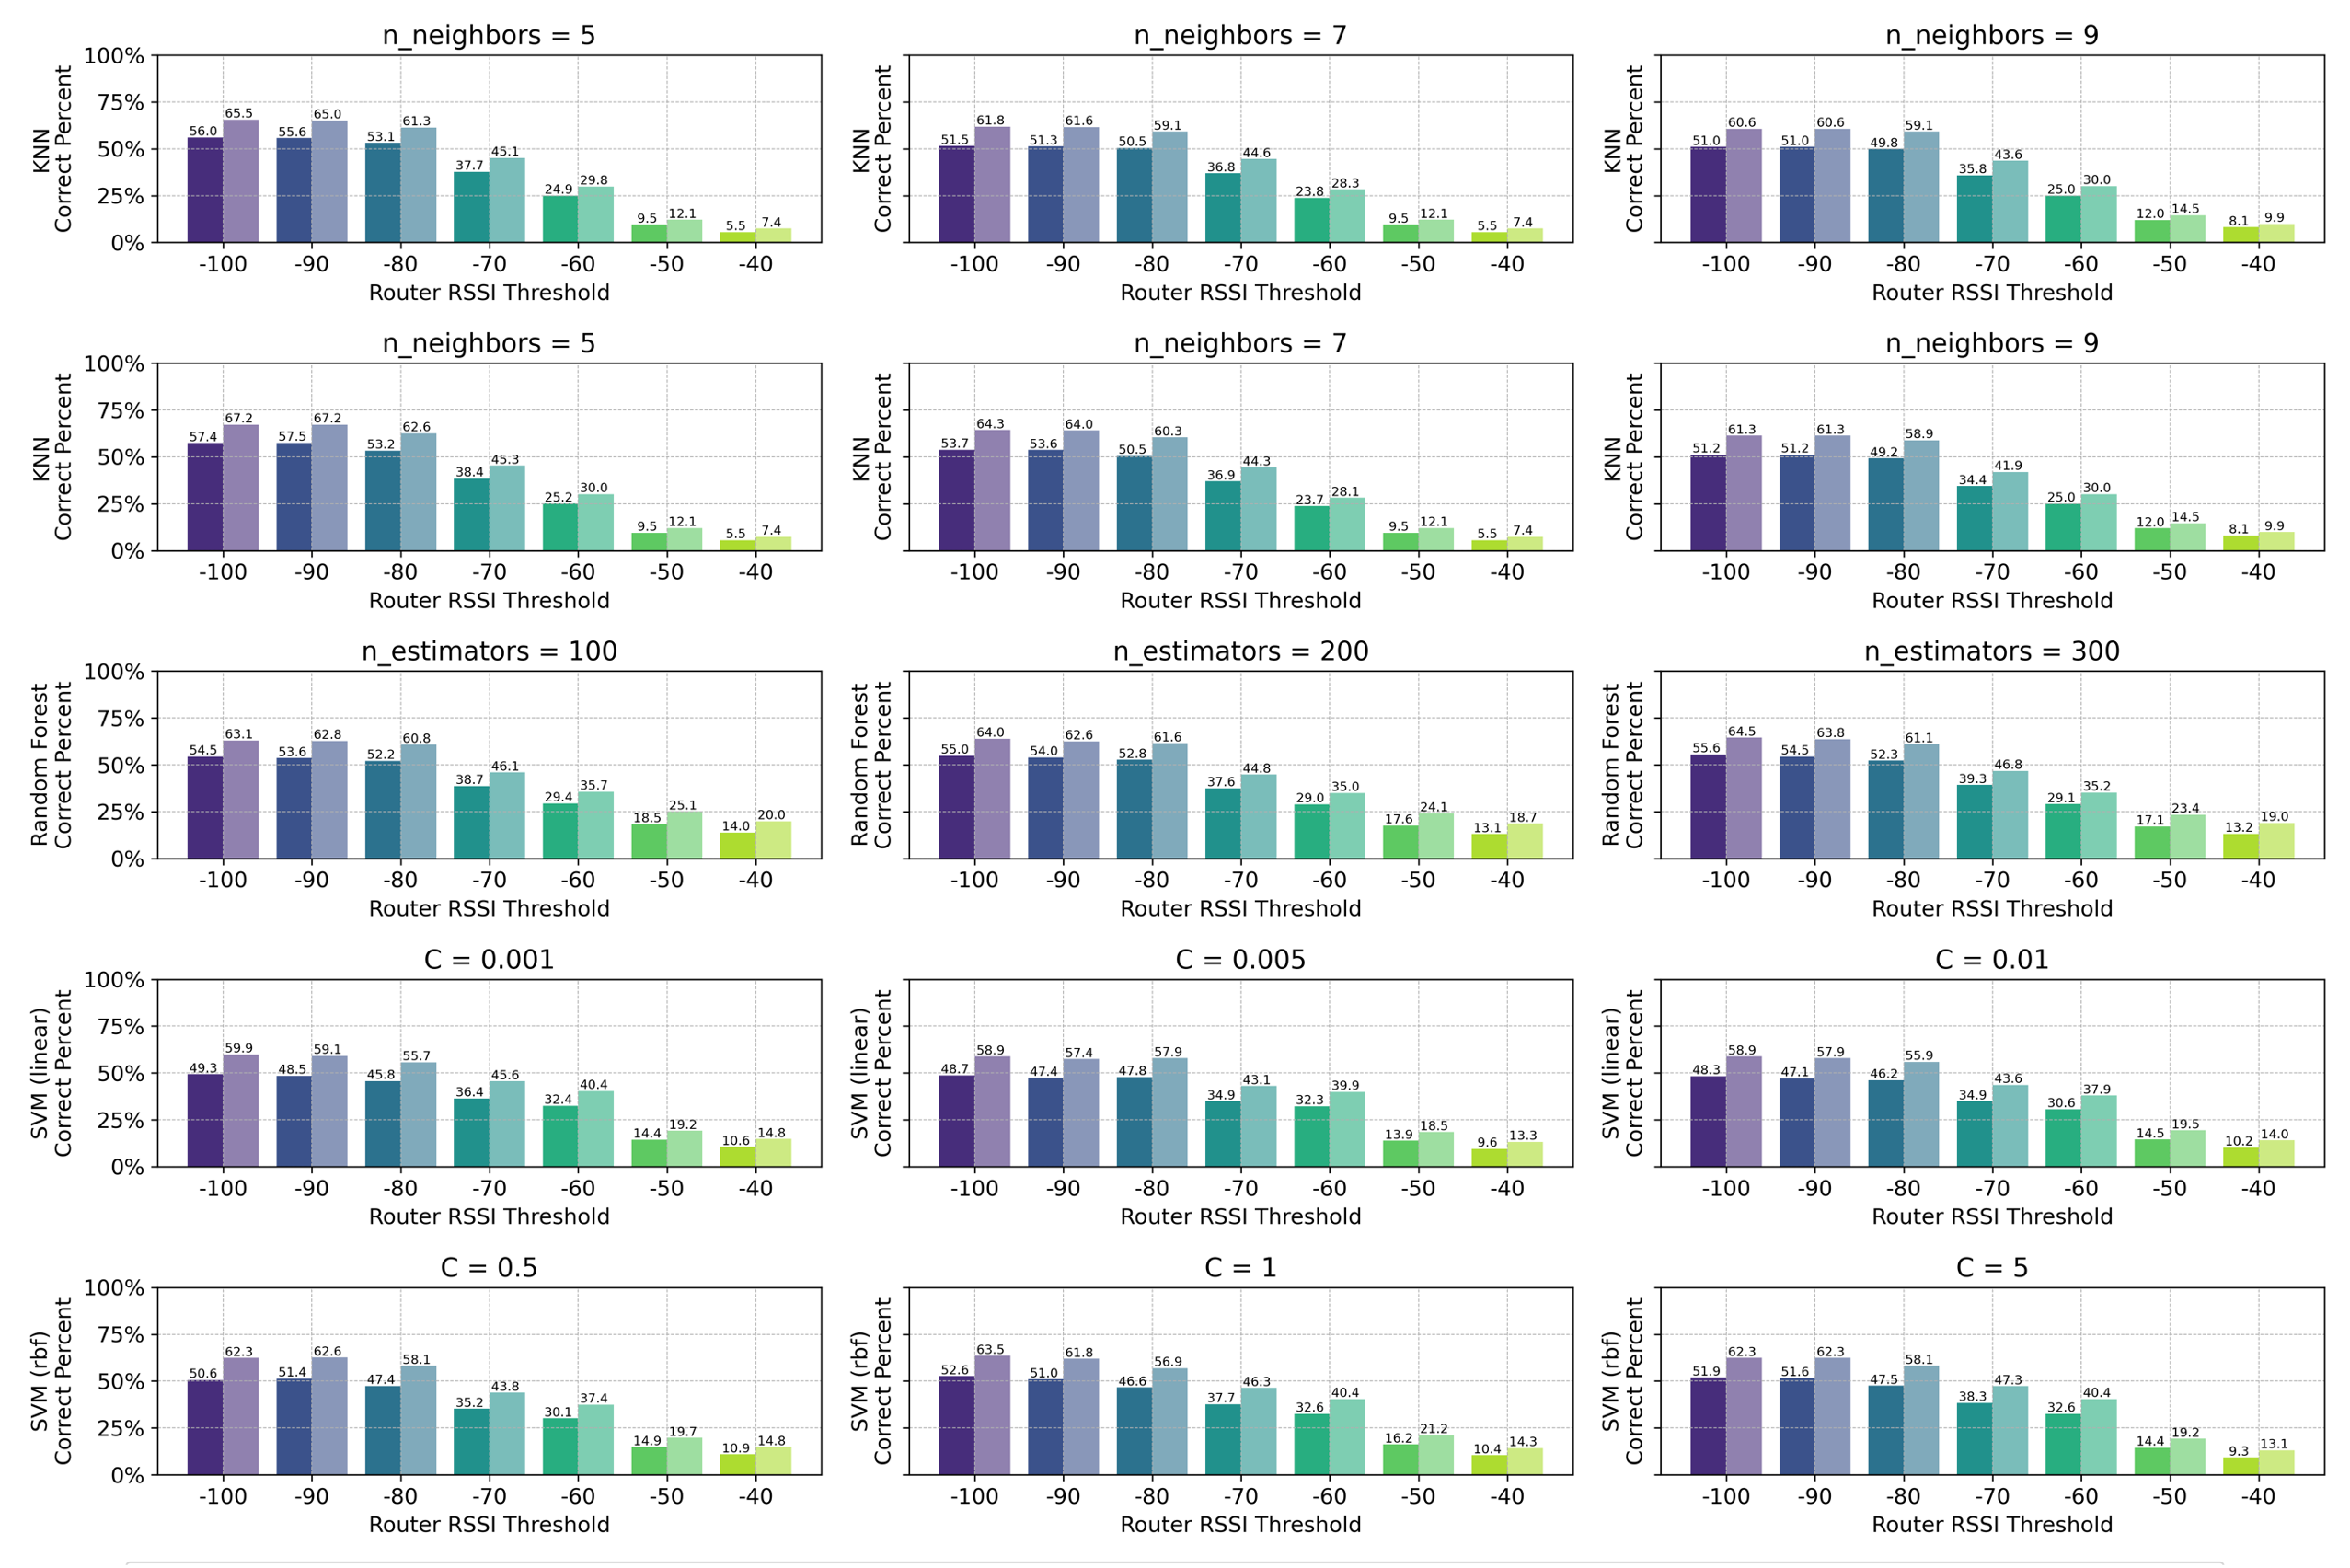 n_neighbors = 5
KNN
Correct Percent
100%
75%
50%
25%
0%
56.0 65.5 55.6 65.0 53.1 61.3 37.7 45.1 24.9 29.8 9.5 12.1 5.5 7.4
-100 -90 -80 -70 -60 -50 -40
Router RSSI Threshold
n_neighbors = 7
KNN
Correct Percent
51.5 61.8 51.3 61.6 50.5 59.1 36.8 44.6 23.8 28.3 9.5 12.1 5.5 7.4
-100 -90 -80 -70 -60 -50 -40
Router RSSI Threshold
n_neighbors = 9
KNN
Correct Percent
51.0 60.6 51.0 60.6 49.8 59.1 35.8 43.6 25.0 30.0 12.0 14.5 8.1 9.9
-100 -90 -80 -70 -60 -50 -40
Router RSSI Threshold
n_neighbors = 5
KNN
Correct Percent
100%
75%
50%
25%
0%
57.4 67.2 57.5 67.2 53.2 62.6 38.4 45.3 25.2 30.0 9.5 12.1 5.5 7.4
-100 -90 -80 -70 -60 -50 -40
Router RSSI Threshold
n_neighbors = 7
KNN
Correct Percent
53.7 64.3 53.6 64.0 50.5 60.3 36.9 44.3 23.7 28.1 9.5 12.1 5.5 7.4
-100 -90 -80 -70 -60 -50 -40
Router RSSI Threshold
n_neighbors = 9
KNN
Correct Percent
51.2 61.3 51.2 61.3 49.2 58.9 34.4 41.9 25.0 30.0 12.0 14.5 8.1 9.9
-100 -90 -80 -70 -60 -50 -40
Router RSSI Threshold
n_estimators = 100
Random Forest
Correct Percent
100%
75%
50%
25%
0%
54.5 63.1 53.6 62.8 52.2 60.8 38.7 46.1 29.4 35.7 18.5 25.1 14.0 20.0
-100 -90 -80 -70 -60 -50 -40
Router RSSI Threshold
n_estimators = 200
Random Forest
Correct Percent
55.0 64.0 54.0 62.6 52.8 61.6 37.6 44.8 29.0 35.0 17.6 24.1 13.1 18.7
-100 -90 -80 -70 -60 -50 -40
Router RSSI Threshold
n_estimators = 300
Random Forest
Correct Percent
55.6 64.5 54.5 63.8 52.3 61.1 39.3 46.8 29.1 35.2 17.1 23.4 13.2 19.0
-100 -90 -80 -70 -60 -50 -40
Router RSSI Threshold
C = 0.001
SVM (linear)
Correct Percent
100%
75%
50%
25%
0%
49.3 59.9 48.5 59.1 45.8 55.7 36.4 45.6 32.4 40.4 14.4 19.2 10.6 14.8
-100 -90 -80 -70 -60 -50 -40
Router RSSI Threshold
C = 0.005
SVM (linear)
Correct Percent
48.7 58.9 47.4 57.4 47.8 57.9 34.9 43.1 32.3 39.9 13.9 18.5 9.6 13.3
-100 -90 -80 -70 -60 -50 -40
Router RSSI Threshold
C = 0.01
SVM (linear)
Correct Percent
48.3 58.9 47.1 57.9 46.2 55.9 34.9 43.6 30.6 37.9 14.5 19.5 10.2 14.0
-100 -90 -80 -70 -60 -50 -40
Router RSSI Threshold
C = 0.5
SVM (rbf)
Correct Percent
100%
75%
50%
25%
0%
50.6 62.3 51.4 62.6 47.4 58.1 35.2 43.8 30.1 37.4 14.9 19.7 10.9 14.8
-100 -90 -80 -70 -60 -50 -40
Router RSSI Threshold
C = 1
SVM (rbf)
Correct Percent
52.6 63.5 51.0 61.8 46.6 56.9 37.7 46.3 32.6 40.4 16.2 21.2 10.4 14.3
-100 -90 -80 -70 -60 -50 -40
Router RSSI Threshold
C = 5
SVM (rbf)
Correct Percent
51.9 62.3 51.6 62.3 47.5 58.1 38.3 47.3 32.6 40.4 14.4 19.2 9.3 13.1
-100 -90 -80 -70 -60 -50 -40
Router RSSI Threshold